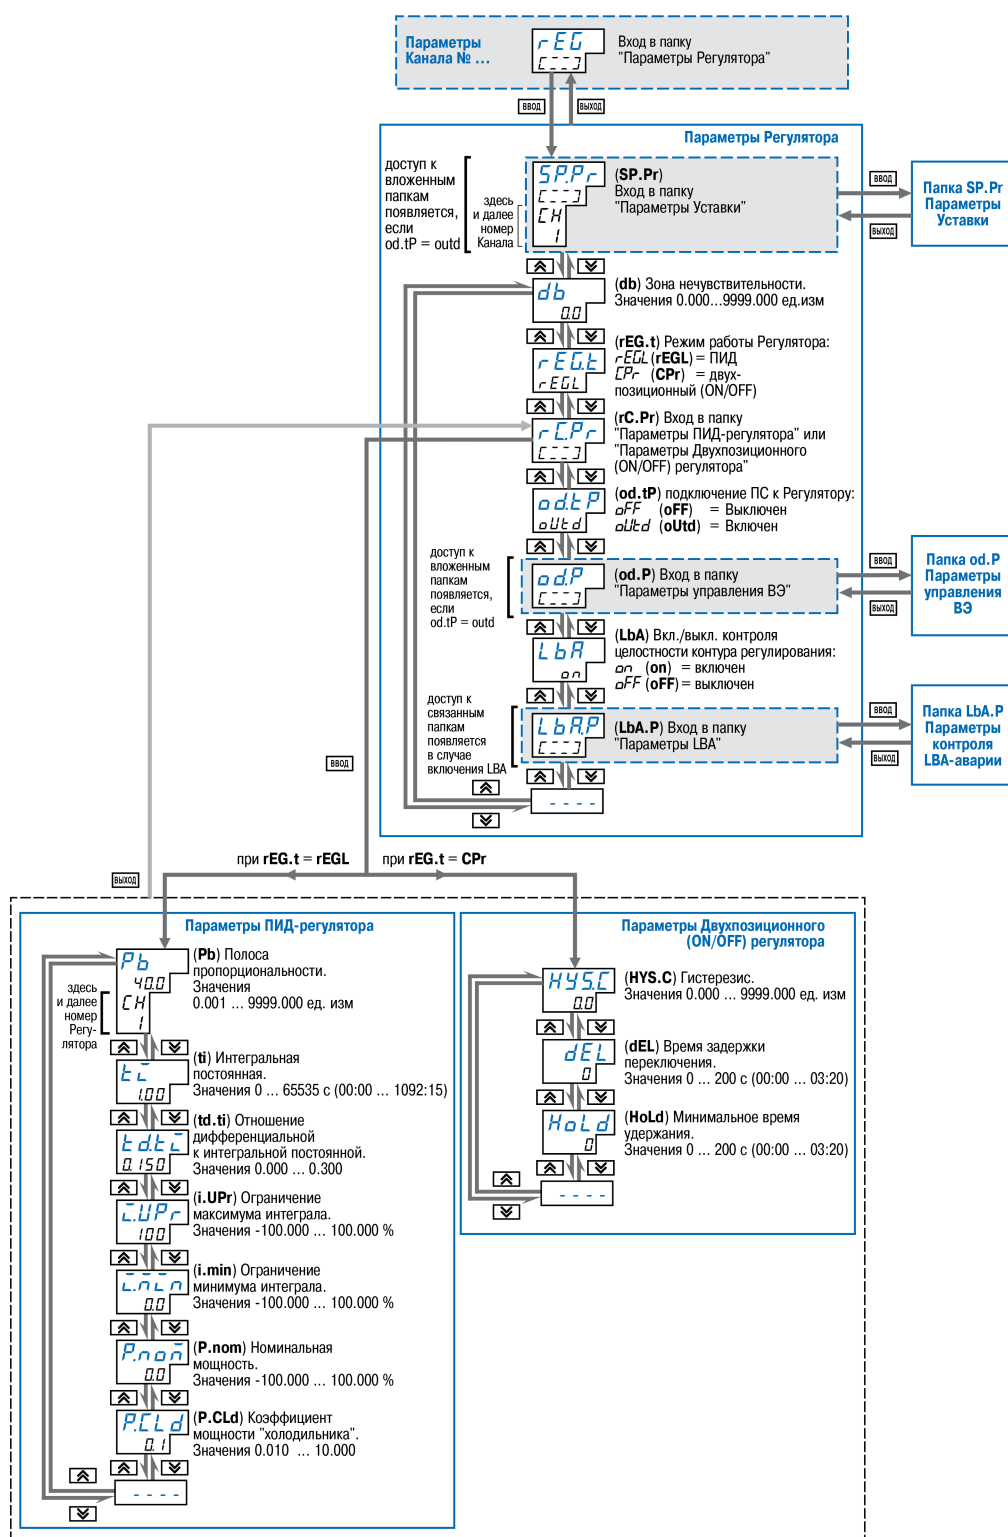 Параметры
Канала № ...
rEG
[- - -]
Вход в папку
"Параметры Регулятора"
ВВОД
ВЫХОД
Параметры Регулятора
доступ к
вложенным
папкам
появляется,
если
od.tP = outd
здесь
и далее
номер
Канала
SP.Pr
[- - -]
CH
1
(SP.Pr)
Вход в папку
"Параметры Уставки"
ВВОД
ВЫХОД
Папка SP.Pr
Параметры
Уставки
db
0.0
(db) Зона нечувствительности.
Значения 0.000...9999.000 ед.изм
rEG.t
rEGL
(rEG.t) Режим работы Регулятора:
rEGL (rEGL) = ПИД
CPr (CPr) = двух-
позиционный (ON/OFF)
rC.Pr
[- - -]
(rC.Pr) Вход в папку
"Параметры ПИД-регулятора" или
"Параметры Двухпозиционного
(ON/OFF) регулятора"
od.tP
oUtd
(od.tP) подключение ПС к Регулятору:
oFF (oFF) = Выключен
oUtd (oUtd) = Включен
доступ к
вложенным
папкам
появляется,
если
od.tP = outd
od.P
[- - -]
(od.P) Вход в папку
"Параметры управления ВЭ"
ВВОД
ВЫХОД
Папка od.P
Параметры
управления
ВЭ
LbA
on
(LbA) Вкл./выкл. контроля
целостности контура регулирования:
on (on) = включен
oFF (oFF) = выключен
доступ к
связанным
папкам
появляется
в случае
включения LBA
LbA.P
[- - -]
(LbA.P) Вход в папку
"Параметры LBA"
ВВОД
ВЫХОД
Папка LbA.P
Параметры
контроля
LBA-аварии
- - - -
ВВОД
при rEG.t = rEGL
при rEG.t = CPr
ВЫХОД
Параметры ПИД-регулятора
Pb
40.0
CH
1
здесь
и далее
номер
Регу-
лятора
(Pb) Полоса
пропорциональности.
Значения
0.001 ... 9999.000 ед. изм
ti
1.00
(ti) Интегральная
постоянная.
Значения 0 ... 65535 с (00:00 ... 1092:15)
td.ti
0.150
(td.ti) Отношение
дифференциальной
к интегральной постоянной.
Значения 0.000 ... 0.300
i.UPr
100
(i.UPr) Ограничение
максимума интеграла.
Значения -100.000 ... 100.000 %
i.min
0.0
(i.min) Ограничение
минимума интеграла.
Значения -100.000 ... 100.000 %
P.nom
0.0
(P.nom) Номинальная
мощность.
Значения -100.000 ... 100.000 %
P.CLd
0.1
(P.CLd) Коэффициент
мощности "холодильника".
Значения 0.010 ... 10.000
- - - -
Параметры Двухпозиционного
(ON/OFF) регулятора
HYS.C
0.0
(HYS.C) Гистерезис.
Значения 0.000 ... 9999.000 ед. изм
dEL
0
(dEL) Время задержки
переключения.
Значения 0 ... 200 с (00:00 ... 03:20)
HoLd
0
(HoLd) Минимальное время
удержания.
Значения 0 ... 200 с (00:00 ... 03:20)
- - - -